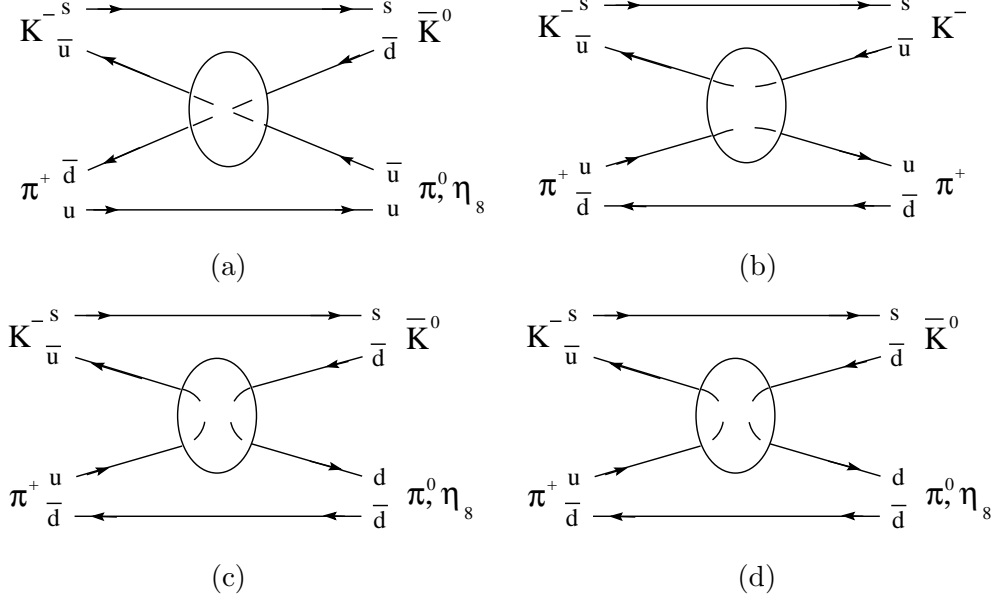 K⁻ s s K̅⁰
u̅ d̅
π⁺ d̅ u̅ π⁰, η₈
u u
(a)
K⁻ s s K⁻
u̅ u̅
π⁺ u u π⁺
d̅ d̅
(b)
K⁻ s s K̅⁰
u̅ d̅
π⁺ u d π⁰, η₈
d̅ d̅
(c)
K⁻ s s K̅⁰
u̅ d̅
π⁺ u d π⁰, η₈
d̅ d̅
(d)